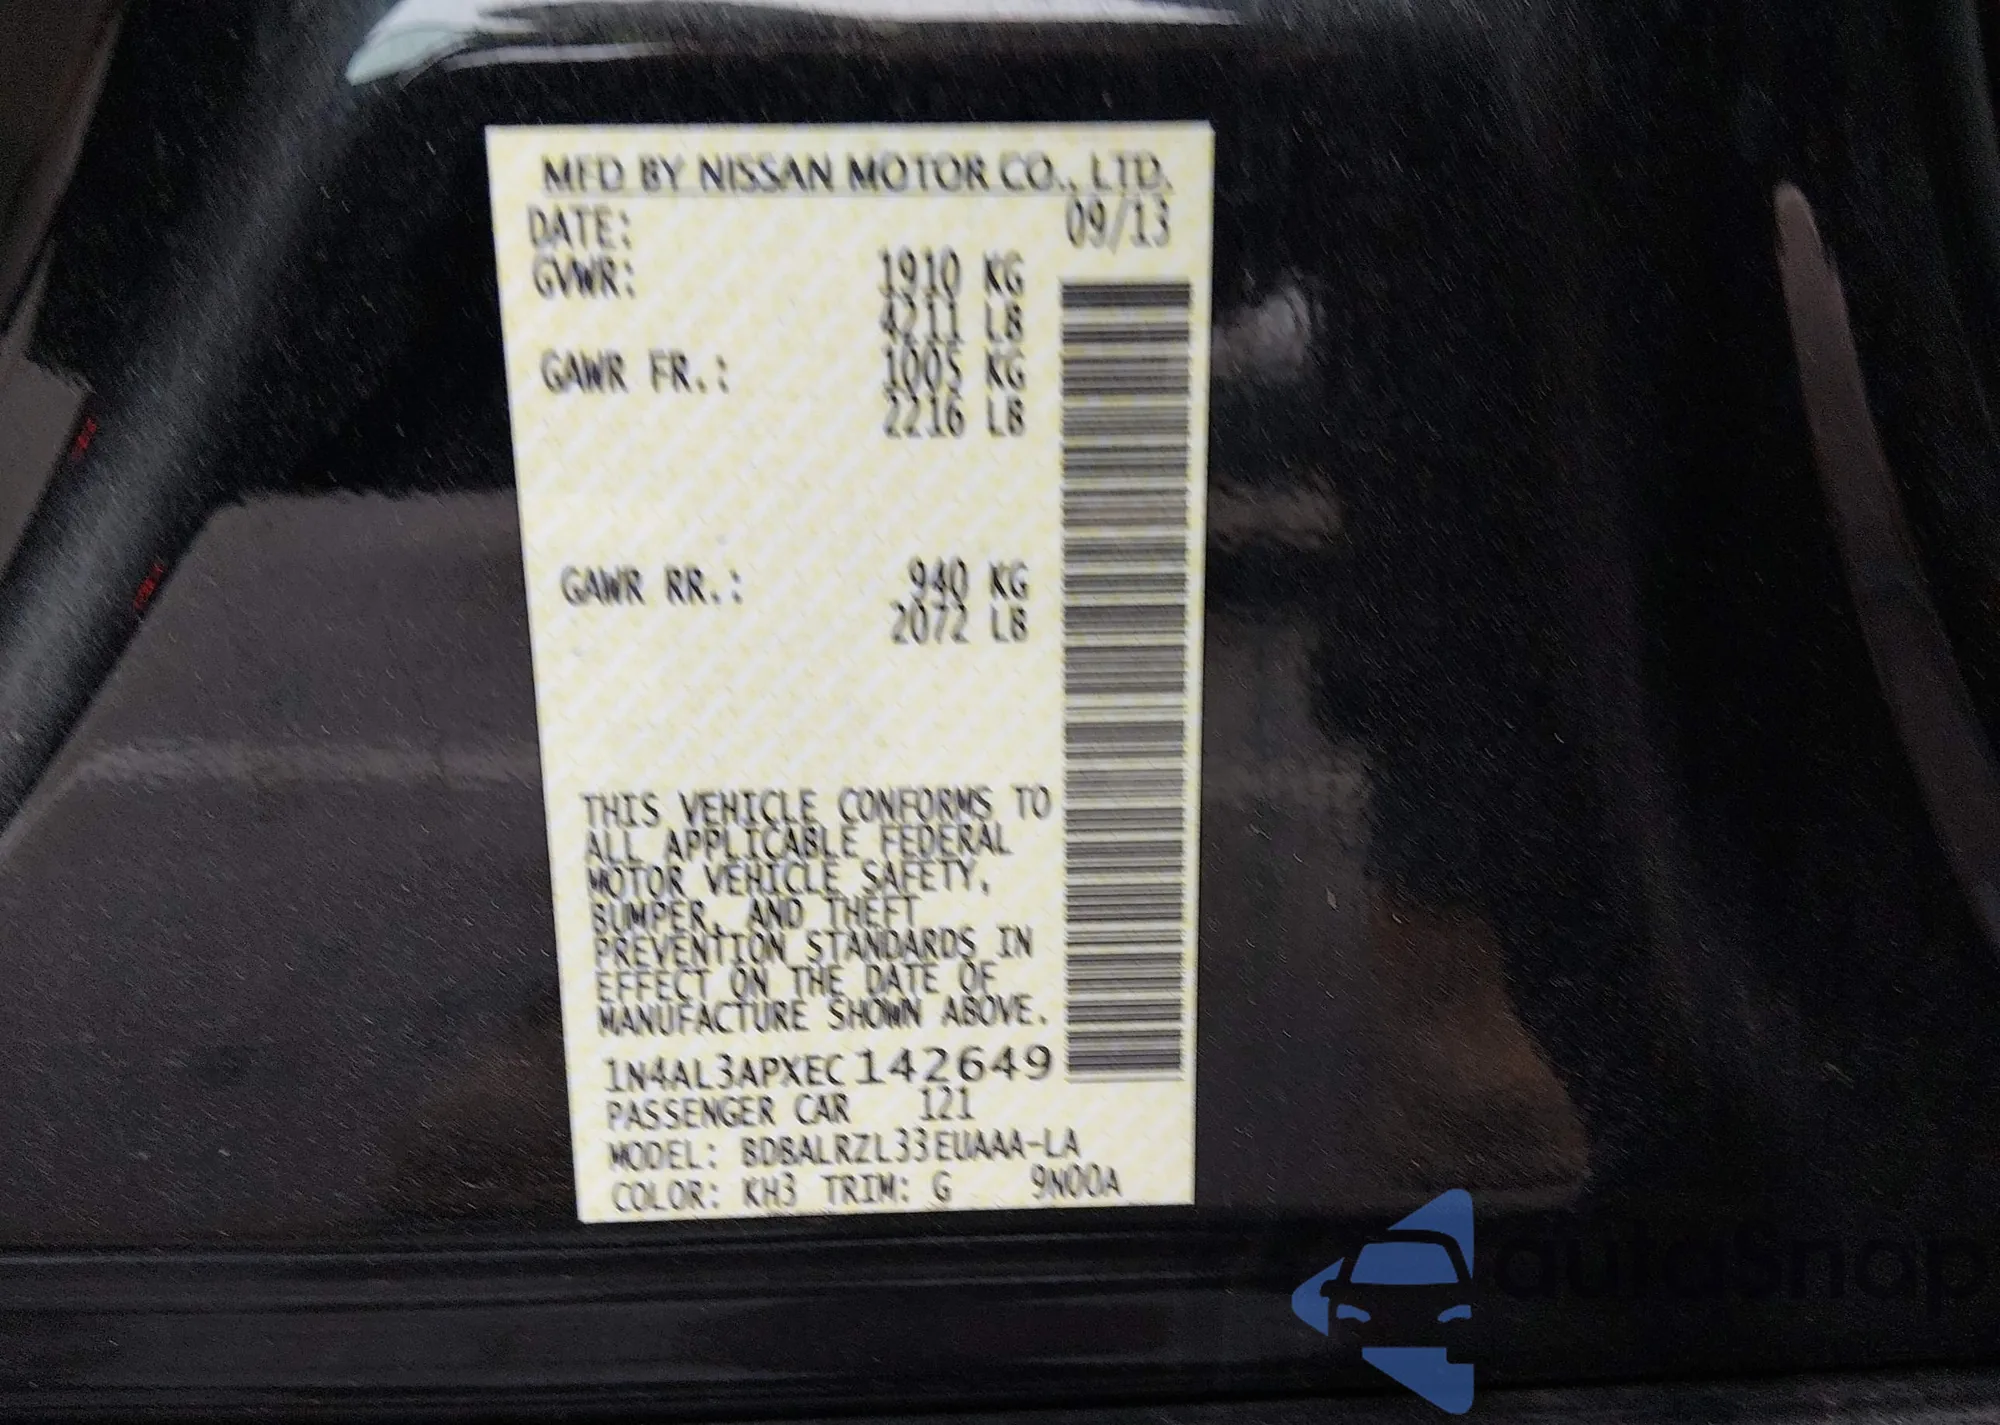 MFD BY NISSAN MOTOR CO., LTD.
DATE: 09/13
GVWR: 1910 KG
4211 LB
GAWR FR.: 1005 KG
2216 LB
GAWR RR.: 940 KG
2072 LB
THIS VEHICLE CONFORMS TO
ALL APPLICABLE FEDERAL
MOTOR VEHICLE SAFETY,
BUMPER, AND THEFT
PREVENTION STANDARDS IN
EFFECT ON THE DATE OF
MANUFACTURE SHOWN ABOVE.
1N4AL3APXEC142649
PASSENGER CAR 121
MODEL: BDBALRZL33EUAAA-LA
COLOR: KH3 TRIM: G 9N00A
autosnap